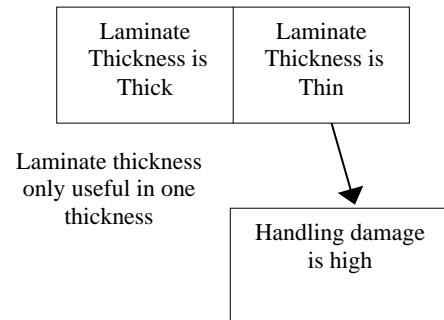 Laminate
Thickness is
Thick
Laminate
Thickness is
Thin
Laminate thickness
only useful in one
thickness
Handling damage
is high